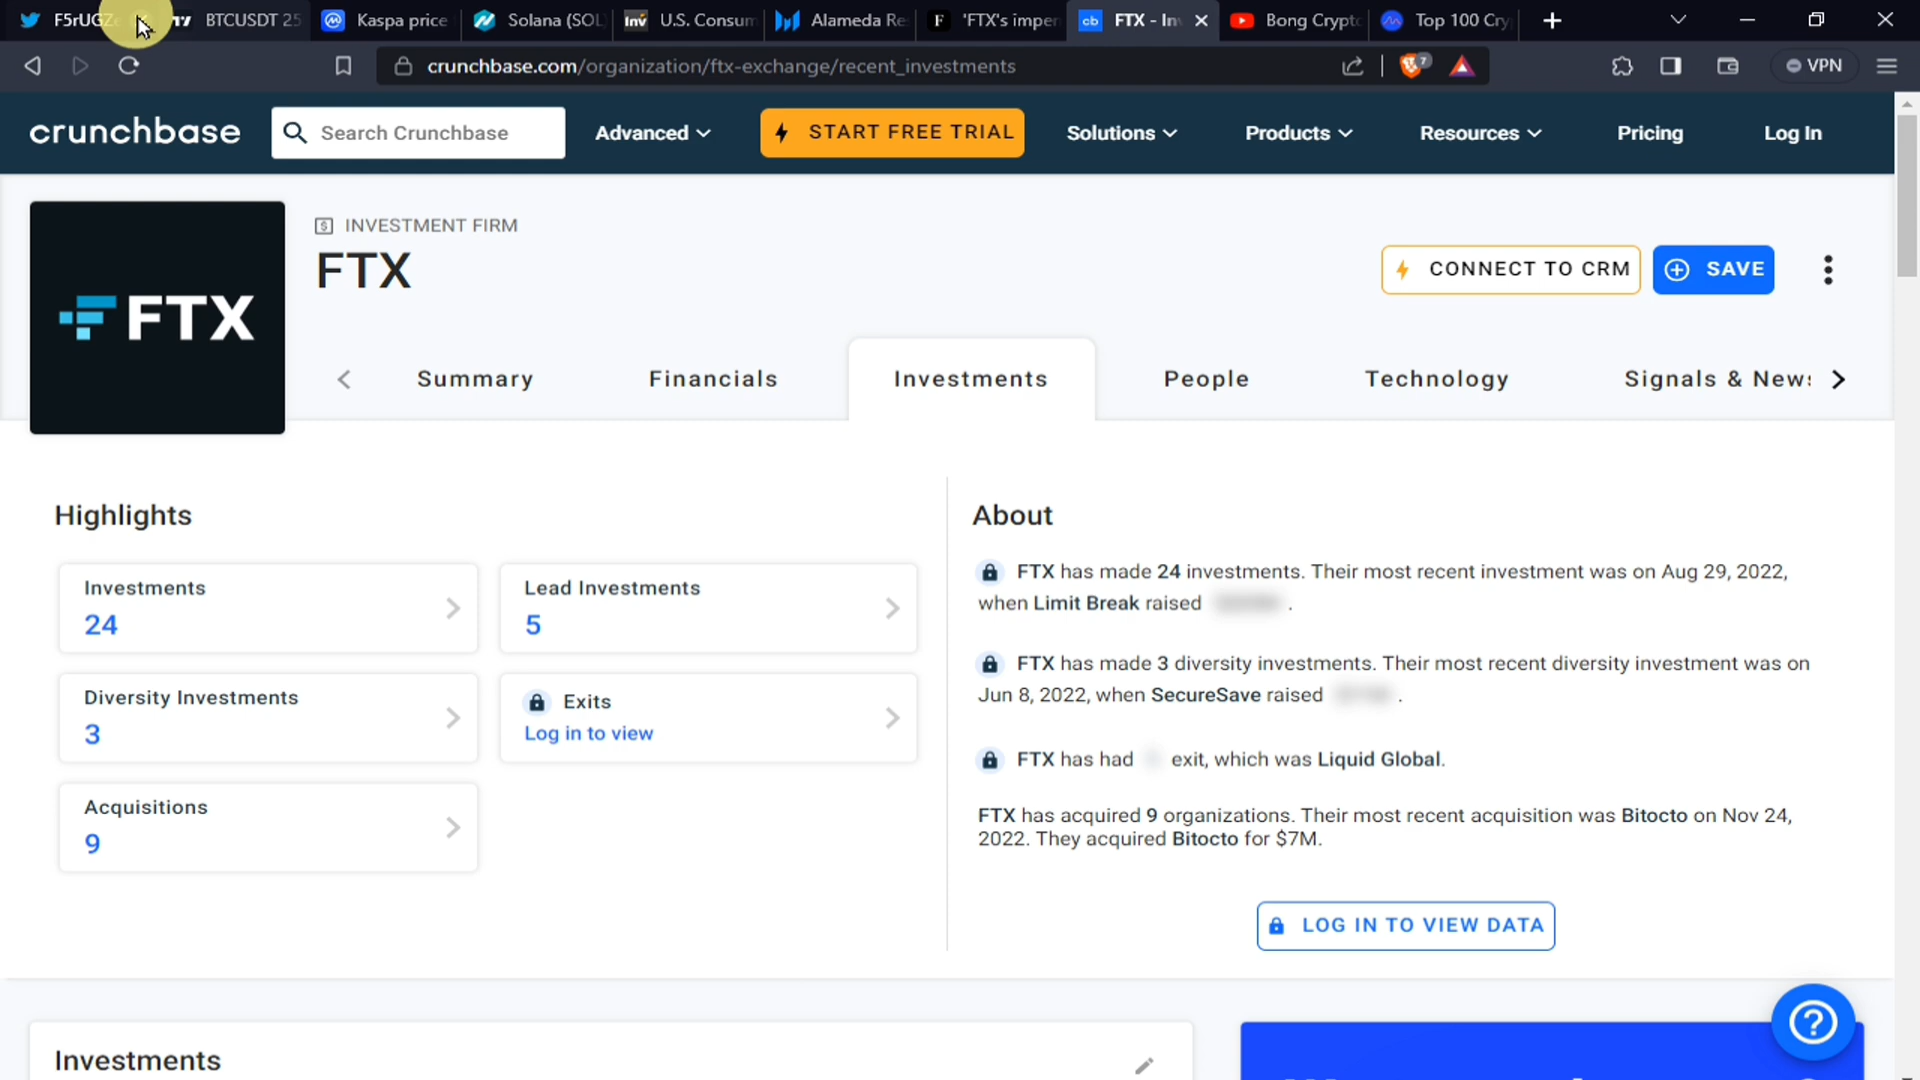 F5rUGZe
BTCUSDT 25
Kaspa price
Solana (SOL
Inv U.S. Consum
Alameda Re
F 'FTX's imper
cb FTX - In
Bong Crypto
Top 100 Cry
crunchbase.com/organization/ftx-exchange/recent_investments
7
VPN
crunchbase
Search Crunchbase
Advanced
START FREE TRIAL
Solutions
Products
Resources
Pricing
Log In
FTX
INVESTMENT FIRM
FTX
CONNECT TO CRM
SAVE
Summary
Financials
Investments
People
Technology
Signals & News
Highlights
Investments
24
Lead Investments
5
Diversity Investments
3
Exits
Log in to view
Acquisitions
9
About
FTX has made 24 investments. Their most recent investment was on Aug 29, 2022,
when Limit Break raised .
FTX has made 3 diversity investments. Their most recent diversity investment was on
Jun 8, 2022, when SecureSave raised .
FTX has had exit, which was Liquid Global.
FTX has acquired 9 organizations. Their most recent acquisition was Bitocto on Nov 24,
2022. They acquired Bitocto for $7M.
LOG IN TO VIEW DATA
Investments